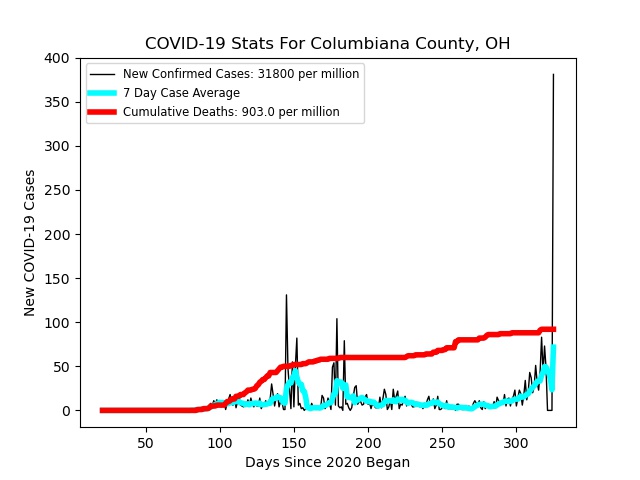 COVID-19 Stats For Columbiana County, OH
New Confirmed Cases: 31800 per million
7 Day Case Average
Cumulative Deaths: 903.0 per million
New COVID-19 Cases
400
350
300
250
200
150
100
50
0
50 100 150 200 250 300
Days Since 2020 Began